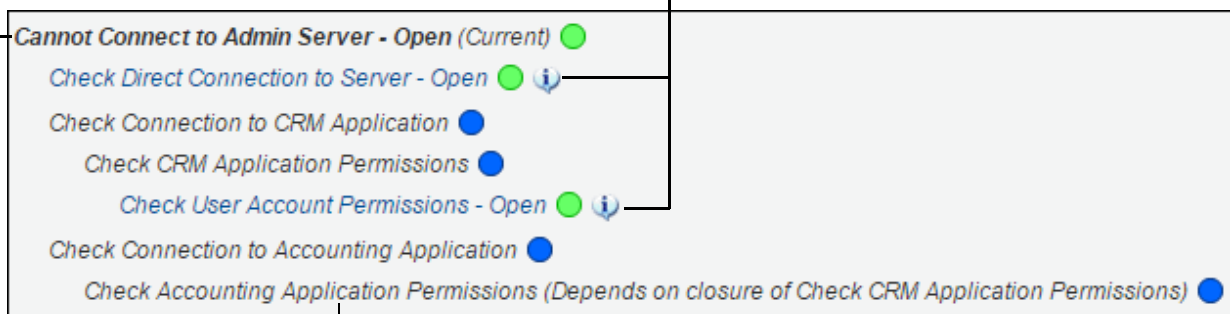 Cannot Connect to Admin Server - Open (Current)
Check Direct Connection to Server - Open
Check Connection to CRM Application
Check CRM Application Permissions
Check User Account Permissions - Open
Check Connection to Accounting Application
Check Accounting Application Permissions (Depends on closure of Check CRM Application Permissions)